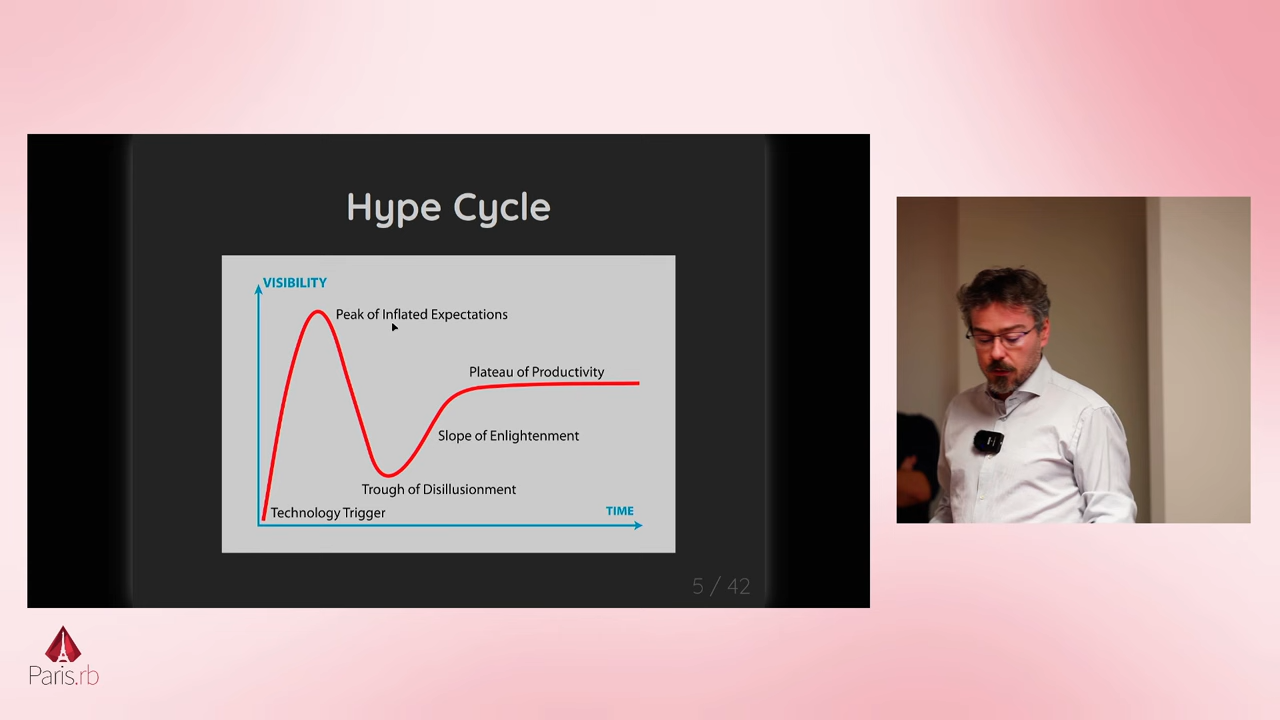 Hype Cycle
VISIBILITY
Peak of Inflated Expectations
Plateau of Productivity
Slope of Enlightenment
Trough of Disillusionment
Technology Trigger
TIME
5 / 42
Paris.rb